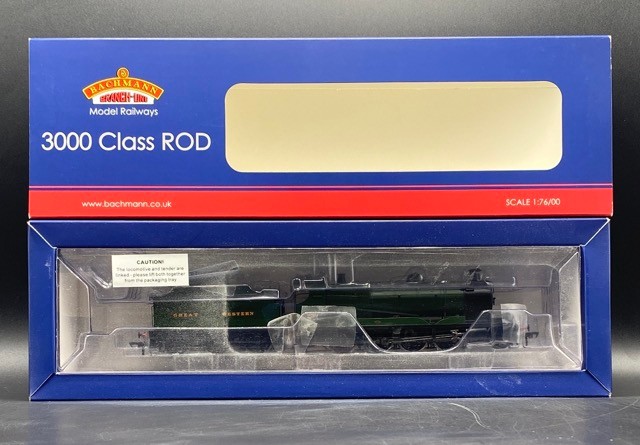 BACHMANN
BRANCH-LINE
Model Railways
3000 Class ROD
www.bachmann.co.uk
SCALE 1:76/00
CAUTION!
The locomotive and tender are
linked - please lift both together
from the packaging tray
GREAT WESTERN